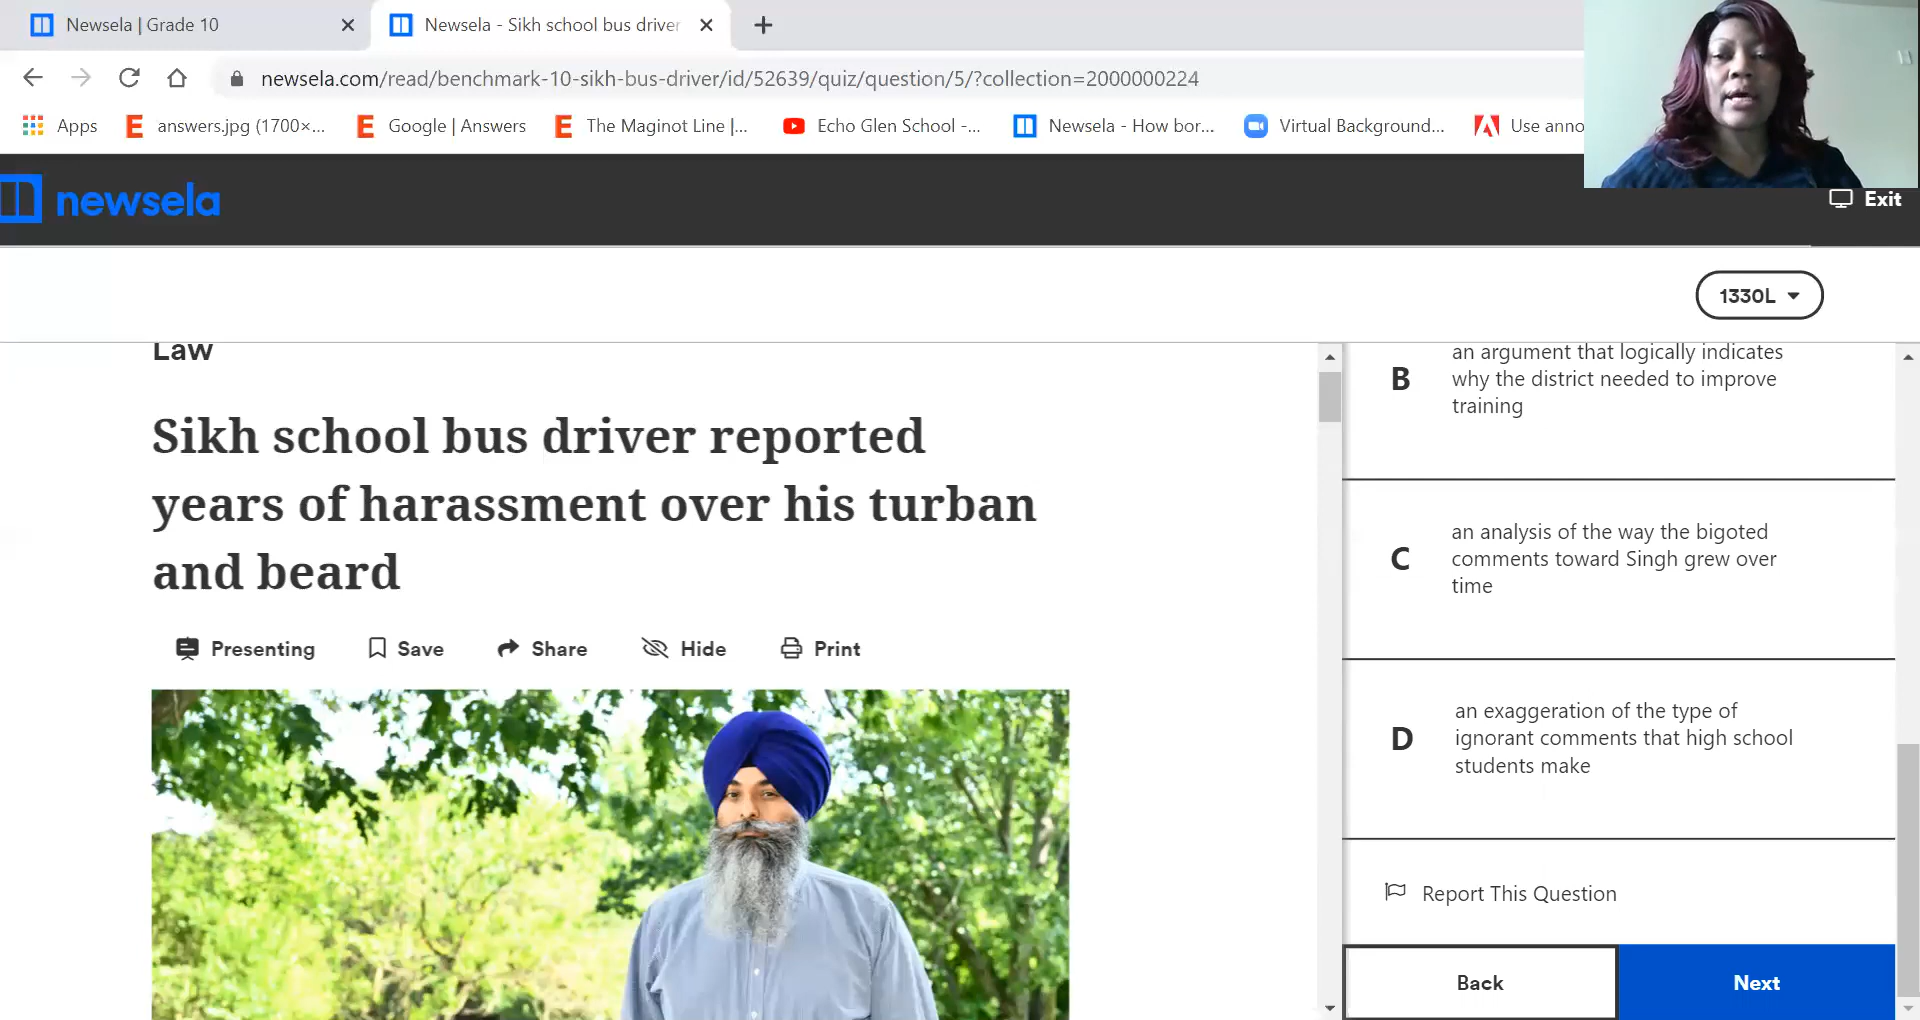 Newsela | Grade 10
Newsela - Sikh school bus driver
newsela.com/read/benchmark-10-sikh-bus-driver/id/52639/quiz/question/5/?collection=2000000224
Apps
answers.jpg (1700×...
Google | Answers
The Maginot Line |...
Echo Glen School -...
Newsela - How bor...
Virtual Background...
Use anno
newsela
Exit
1330L
Law
Sikh school bus driver reported
years of harassment over his turban
and beard
Presenting
Save
Share
Hide
Print
B
an argument that logically indicates
why the district needed to improve
training
C
an analysis of the way the bigoted
comments toward Singh grew over
time
D
an exaggeration of the type of
ignorant comments that high school
students make
Report This Question
Back
Next